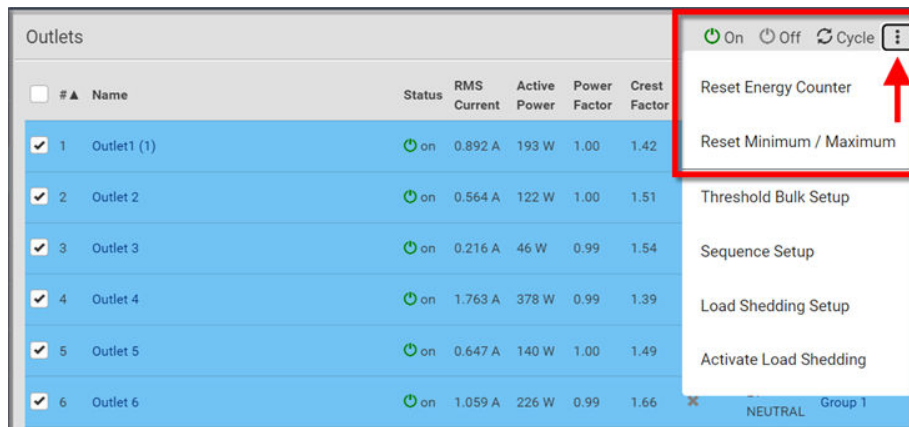 Outlets
On Off Cycle
# Name Status RMS Current Active Power Power Factor Crest Factor
1 Outlet1 (1) on 0.892 A 193 W 1.00 1.42
2 Outlet 2 on 0.564 A 122 W 1.00 1.51
3 Outlet 3 on 0.216 A 46 W 0.99 1.54
4 Outlet 4 on 1.763 A 378 W 0.99 1.39
5 Outlet 5 on 0.647 A 140 W 1.00 1.49
6 Outlet 6 on 1.059 A 226 W 0.99 1.66 NEUTRAL Group 1
Reset Energy Counter
Reset Minimum / Maximum
Threshold Bulk Setup
Sequence Setup
Load Shedding Setup
Activate Load Shedding